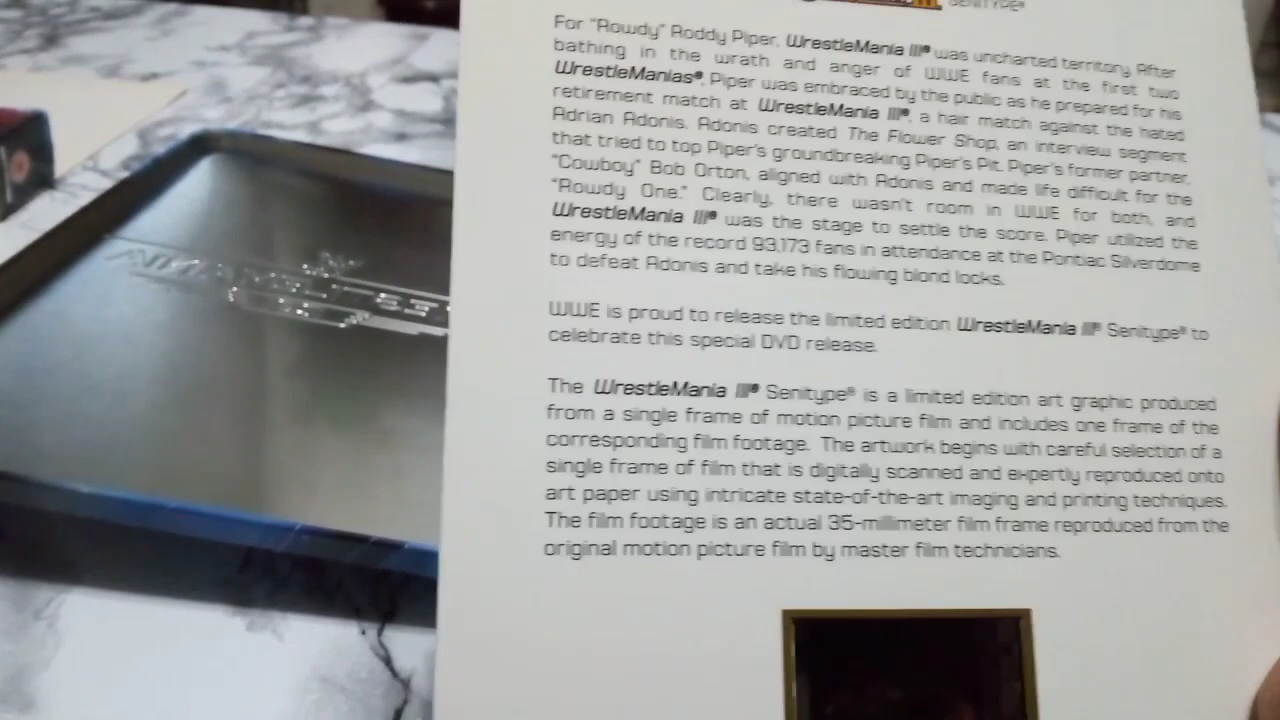 SENITYPE®
For "Rowdy" Roddy Piper, WrestleMania III® was uncharted territory. After
bathing in the wrath and anger of WWE fans at the first two
WrestleManias®, Piper was embraced by the public as he prepared for his
retirement match at WrestleMania III®, a hair match against the hated
Adrian Adonis. Adonis created The Flower Shop, an interview segment
that tried to top Piper's groundbreaking Piper's Pit. Piper's former partner,
"Cowboy" Bob Orton, aligned with Adonis and made life difficult for the
"Rowdy One." Clearly, there wasn't room in WWE for both, and
WrestleMania III® was the stage to settle the score. Piper utilized the
energy of the record 93,173 fans in attendance at the Pontiac Silverdome
to defeat Adonis and take his flowing blond locks.
WWE is proud to release the limited edition WrestleMania III® Senitype® to
celebrate this special DVD release.
The WrestleMania III® Senitype® is a limited edition art graphic produced
from a single frame of motion picture film and includes one frame of the
corresponding film footage. The artwork begins with careful selection of a
single frame of film that is digitally scanned and expertly reproduced onto
art paper using intricate state-of-the-art imaging and printing techniques.
The film footage is an actual 35-millimeter film frame reproduced from the
original motion picture film by master film technicians.